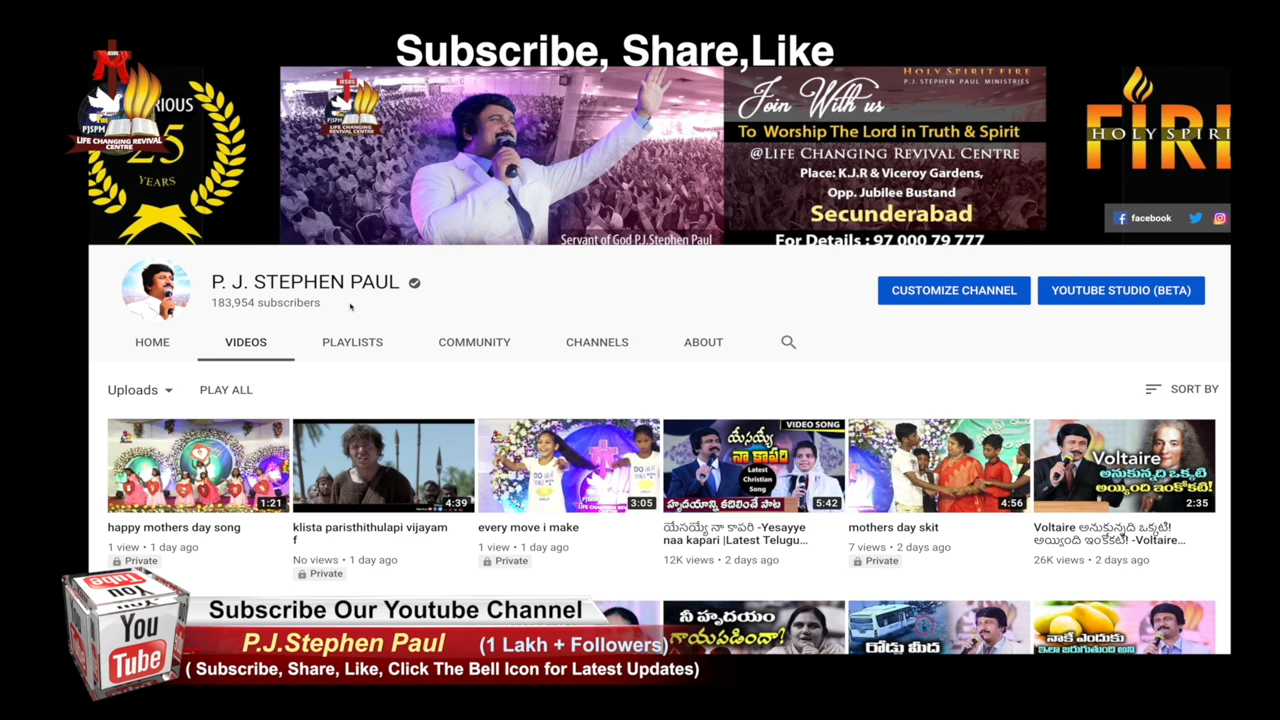 Subscribe, Share,Like
JESUS
PJSPM
LIFE CHANGING REVIVAL
CENTRE
25
YEARS
JESUS
LIFE CHANGING
REVIVAL CENTRE
Servant of God P.J.Stephen Paul
HOLY SPIRIT FIRE
P.J. STEPHEN PAUL MINISTRIES
Join With us
To Worship The Lord in Truth & Spirit
@LIFE CHANGING REVIVAL CENTRE
Place: K.J.R & Viceroy Gardens,
Opp. Jubilee Bustand
Secunderabad
For Details : 97 000 79 777
HOLY SPIRI
facebook
P. J. STEPHEN PAUL
183,954 subscribers
CUSTOMIZE CHANNEL
YOUTUBE STUDIO (BETA)
HOME VIDEOS PLAYLISTS COMMUNITY CHANNELS ABOUT
Uploads PLAY ALL SORT BY
1:21
4:39
3:05
VIDEO SONG
యేసయ్యే
నా కాపరి
Latest
Christian
Song
హృదయాన్ని కదిలించే పాట
5:42
4:56
Voltaire
అనుకున్నది ఒక్కటి
అయ్యింది ఇంకోకటి!
2:35
happy mothers day song
1 view • 1 day ago
Private
klista paristhithulapi vijayam
f
No views • 1 day ago
Private
every move i make
1 view • 1 day ago
Private
యేసయ్యే నా కాపరి -Yesayye
naa kapari |Latest Telugu...
12K views • 2 days ago
mothers day skit
7 views • 2 days ago
Private
Voltaire అనుకున్నది ఒక్కటి!
అయ్యింది ఇంకోకటి! -Voltaire...
26K views • 2 days ago
నీ హృదయం
గాయపడిందా?
రోడ్డు మీద
నాకే ఎందుకు
ఇలా జరుగుతుంది అని
You
Tube
Subscribe Our Youtube Channel
P.J.Stephen Paul (1 Lakh + Followers)
( Subscribe, Share, Like, Click The Bell Icon for Latest Updates)